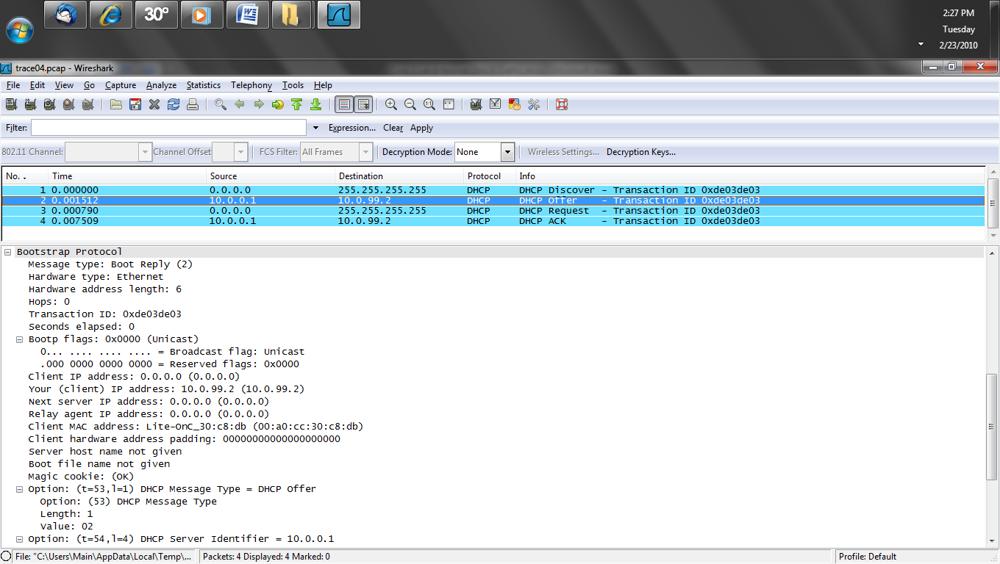 30°
2:27 PM
Tuesday
2/23/2010
trace04.pcap - Wireshark
File Edit View Go Capture Analyze Statistics Telephony Tools Help
Filter: Expression... Clear Apply
802.11 Channel: Channel Offset: FCS Filter: All Frames Decryption Mode: None Wireless Settings... Decryption Keys...
No. . Time Source Destination Protocol Info
1 0.000000 0.0.0.0 255.255.255.255 DHCP DHCP Discover - Transaction ID 0xde03de03
2 0.001512 10.0.0.1 10.0.99.2 DHCP DHCP Offer - Transaction ID 0xde03de03
3 0.000790 0.0.0.0 255.255.255.255 DHCP DHCP Request - Transaction ID 0xde03de03
4 0.007509 10.0.0.1 10.0.99.2 DHCP DHCP ACK - Transaction ID 0xde03de03
Bootstrap Protocol
Message type: Boot Reply (2)
Hardware type: Ethernet
Hardware address length: 6
Hops: 0
Transaction ID: 0xde03de03
Seconds elapsed: 0
Bootp flags: 0x0000 (Unicast)
0... .... .... .... = Broadcast flag: Unicast
.000 0000 0000 0000 = Reserved flags: 0x0000
Client IP address: 0.0.0.0 (0.0.0.0)
Your (client) IP address: 10.0.99.2 (10.0.99.2)
Next server IP address: 0.0.0.0 (0.0.0.0)
Relay agent IP address: 0.0.0.0 (0.0.0.0)
Client MAC address: Lite-OnC_30:c8:db (00:a0:cc:30:c8:db)
Client hardware address padding: 00000000000000000000
Server host name not given
Boot file name not given
Magic cookie: (OK)
Option: (t=53,l=1) DHCP Message Type = DHCP Offer
Option: (53) DHCP Message Type
Length: 1
Value: 02
Option: (t=54,l=4) DHCP Server Identifier = 10.0.0.1
File: "C:\Users\Main\AppData\Local\Temp\... Packets: 4 Displayed: 4 Marked: 0 Profile: Default